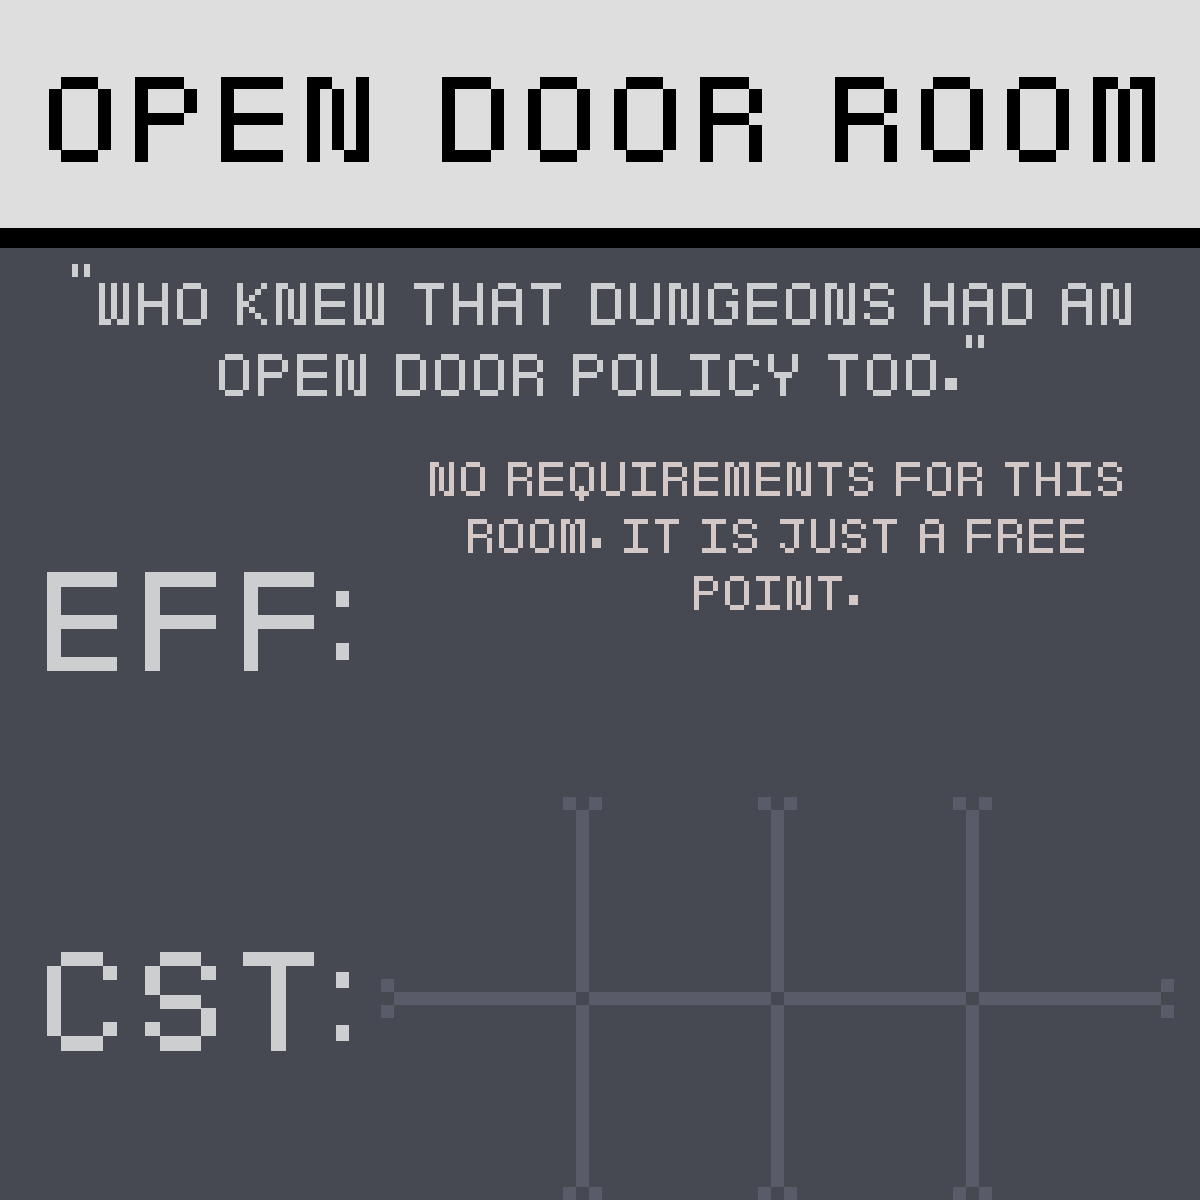 OPEN DOOR ROOM
"WHO KNEW THAT DUNGEONS HAD AN
OPEN DOOR POLICY TOO."
NO REQUIREMENTS FOR THIS
ROOM. IT IS JUST A FREE
POINT.
EFF:
CST: